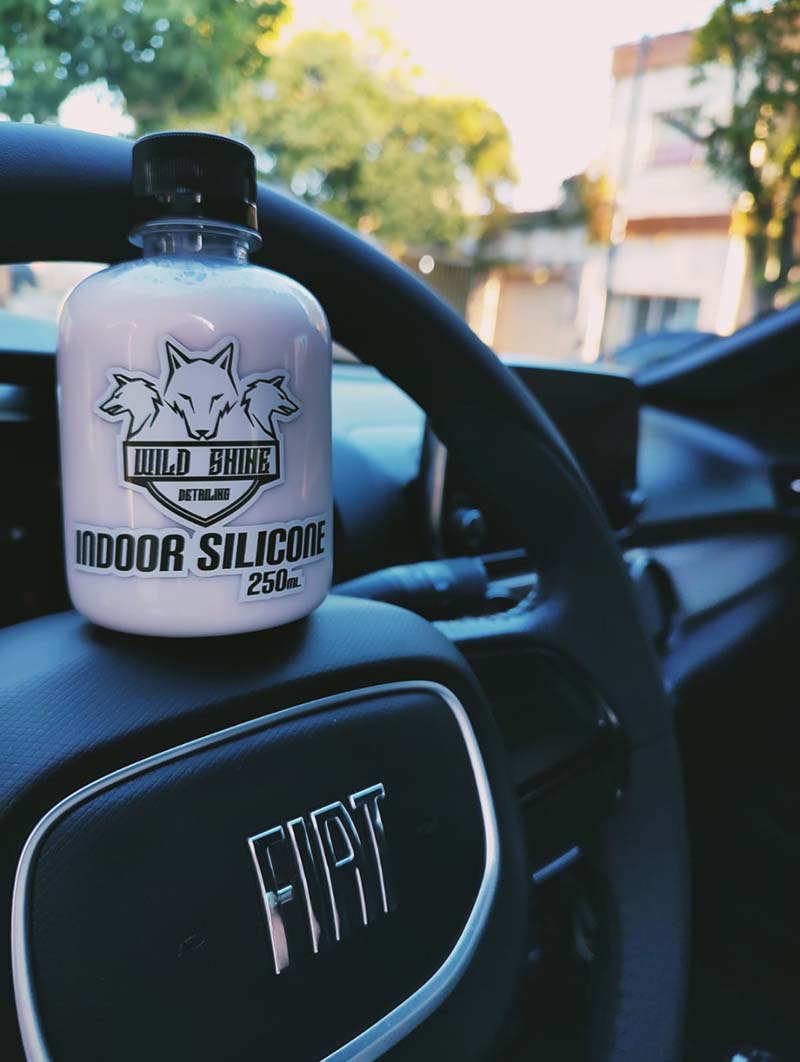 WILD SHINE
DETAILING
INDOOR SILICONE
250ML
FIAT